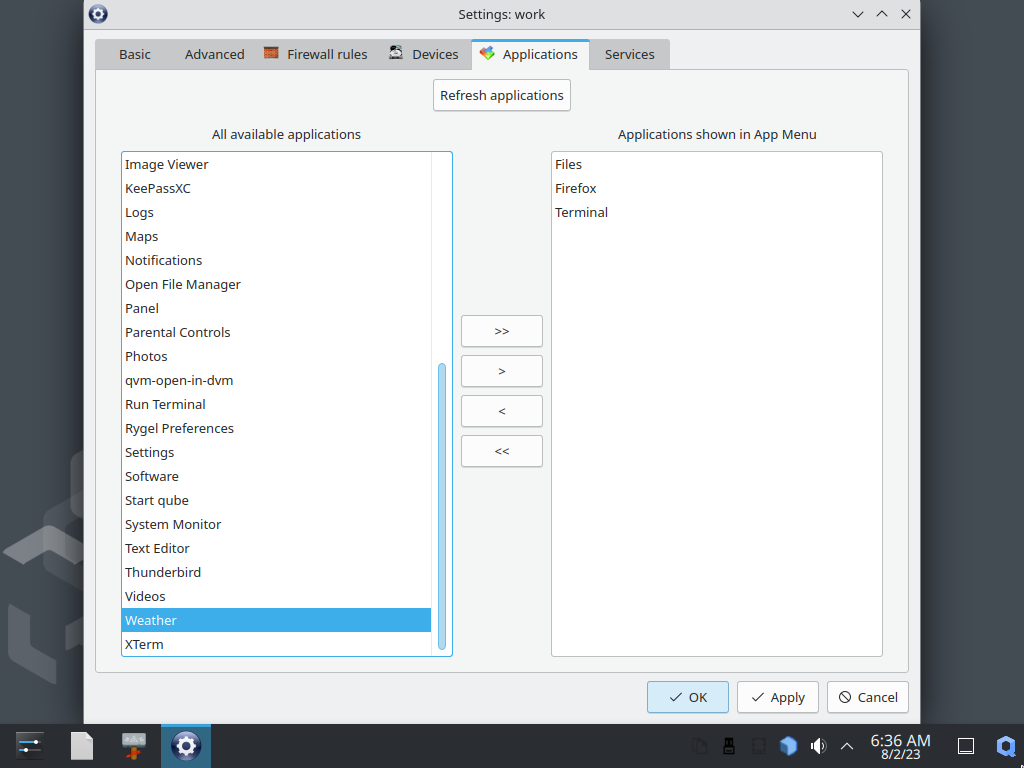 Settings: work
Basic
Advanced
Firewall rules
Devices
Applications
Services
Refresh applications
All available applications
Applications shown in App Menu
Image Viewer
KeePassXC
Logs
Maps
Notifications
Open File Manager
Panel
Parental Controls
Photos
qvm-open-in-dvm
Run Terminal
Rygel Preferences
Settings
Software
Start qube
System Monitor
Text Editor
Thunderbird
Videos
Weather
XTerm
>>
>
<
<<
Files
Firefox
Terminal
OK
Apply
Cancel
6:36 AM
8/2/23